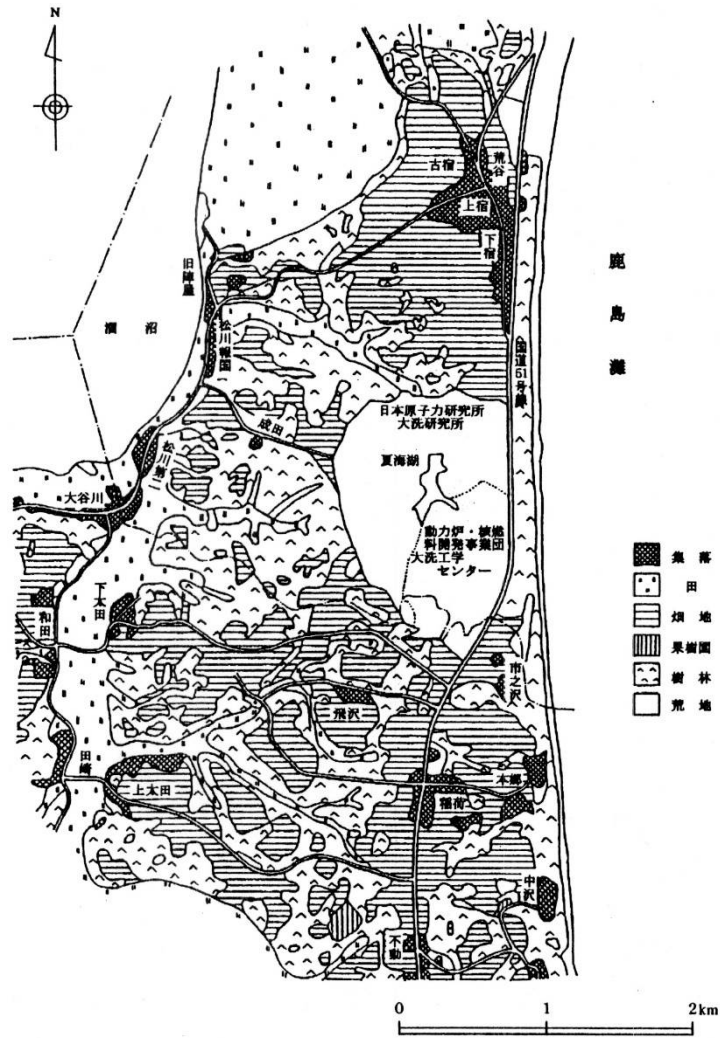 N
古宿
荒谷
上宿
下宿
鹿島灘
旧陣屋
涸沼
松川報国
国道51号線
成田
日本原子力研究所
大洗研究所
夏海湖
松川第二
大谷川
動力炉・核燃
料開発事業団
大洗工学
センター
下太田
和田
市之沢
飛沢
田崎
上太田
本郷
稲荷
中沢
不動
集落
田
畑地
果樹園
樹林
荒地
0 1 2km